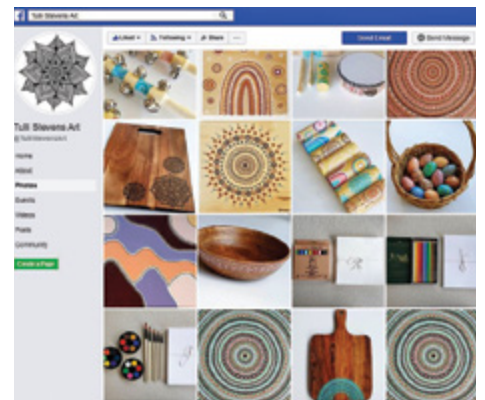 Tulli Stevens Art
Liked Following Share ...
Send Email
Send Message
Tulli Stevens Art
Home
About
Photos
Events
Videos
Posts
Community
Create a Page